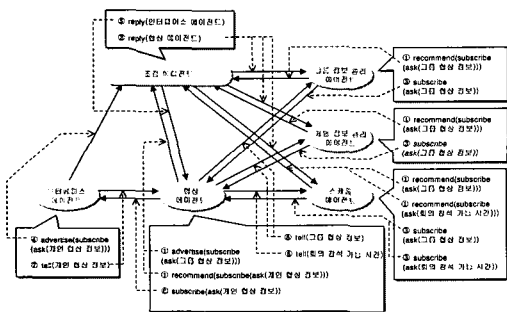 ⑤ reply(인터페이스 에이전트)
② reply(협상 에이전트)
조정 에이전트
그룹 정보 관리
에이전트
① recommend(subscribe
(ask(그룹 협상 정보)))
③ subscribe
(ask(그룹 협상 정보))
개인 정보 관리
에이전트
① recommend(subscribe
(ask(그룹 협상 정보)))
③ subscribe
(ask(그룹 협상 정보))
인터페이스
에이전트
협상
에이전트
스케줄
에이전트
① recommend(subscribe
(ask(그룹 협상 정보)))
① recommend(subscribe
(ask(회의 참석 가능 시간)))
③ subscribe
(ask(그룹 협상 정보))
③ subscribe
(ask(회의 참석 가능 시간))
④ advertise(subscribe
(ask(개인 협상 정보)))
⑦ tell(개인 협상 정보)
① advertise(subscribe
(ask(그룹 협상 정보)))
① recommend(subscribe(ask(개인 협상 정보)))
⑥ subscribe(ask(개인 협상 정보))
tell(그룹 협상 정보)
tell(회의 참석 가능 시간)